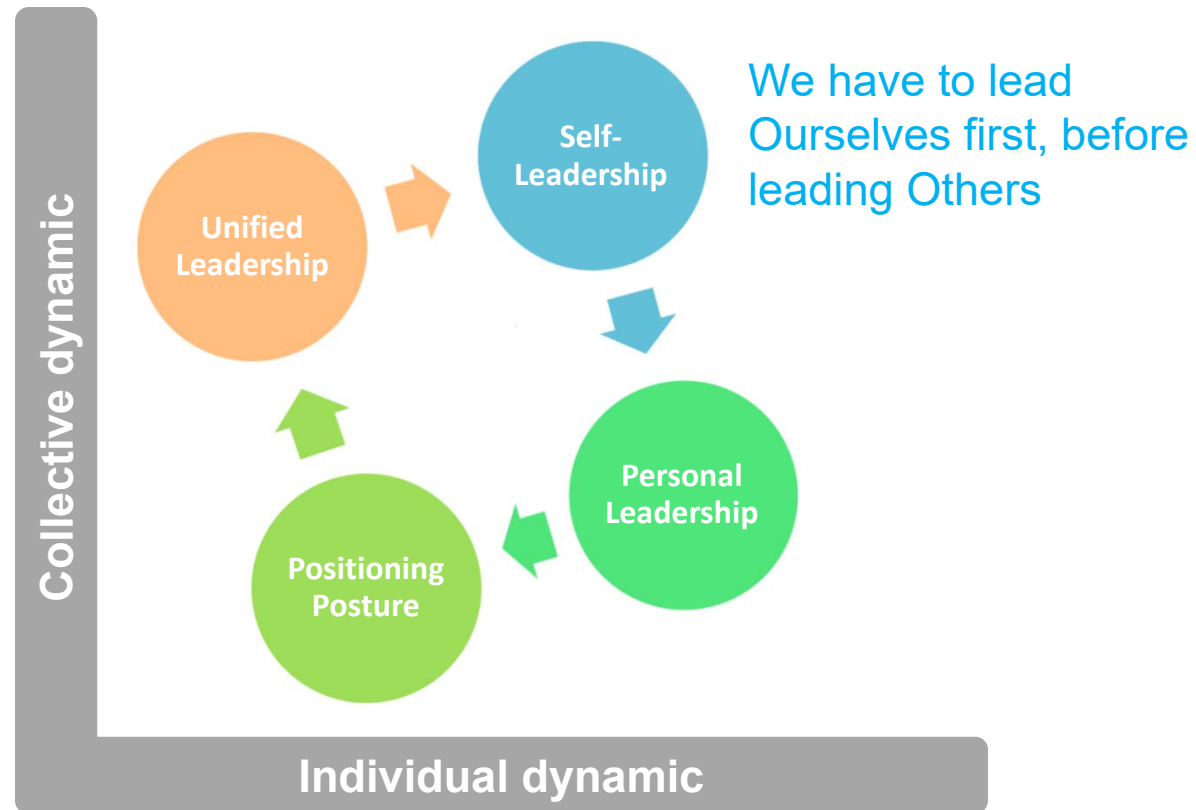 Collective dynamic
Unified
Leadership
Self-
Leadership
We have to lead
Ourselves first, before
leading Others
Personal
Leadership
Positioning
Posture
Individual dynamic